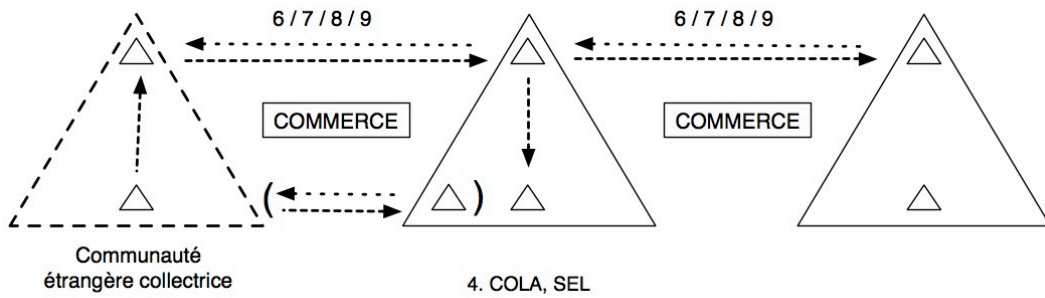 6 / 7 / 8 / 9
6 / 7 / 8 / 9
COMMERCE
COMMERCE
( )
Communauté
étrangère collectrice
4. COLA, SEL